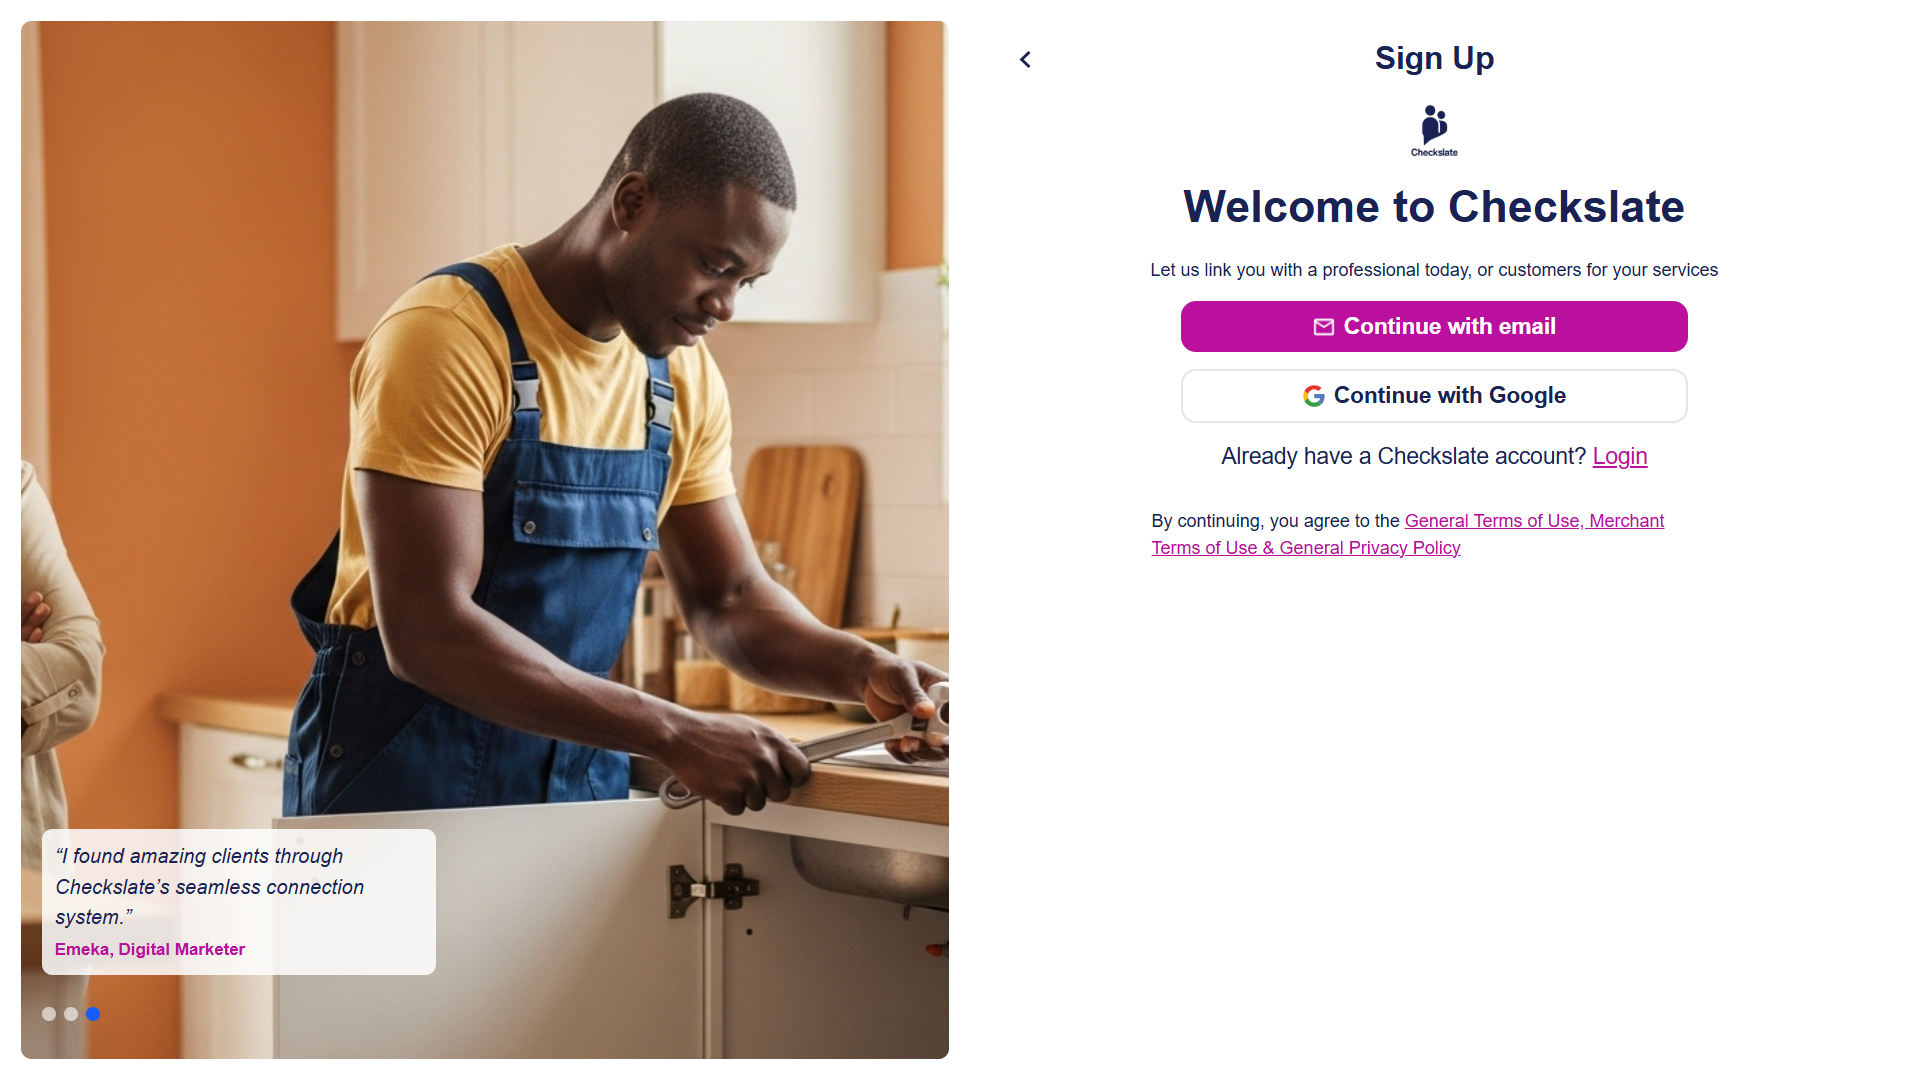 “I found amazing clients through
Checkslate’s seamless connection
system.”
Emeka, Digital Marketer
Sign Up
Checkslate
Welcome to Checkslate
Let us link you with a professional today, or customers for your services
Continue with email
Continue with Google
Already have a Checkslate account? Login
By continuing, you agree to the General Terms of Use, Merchant
Terms of Use & General Privacy Policy